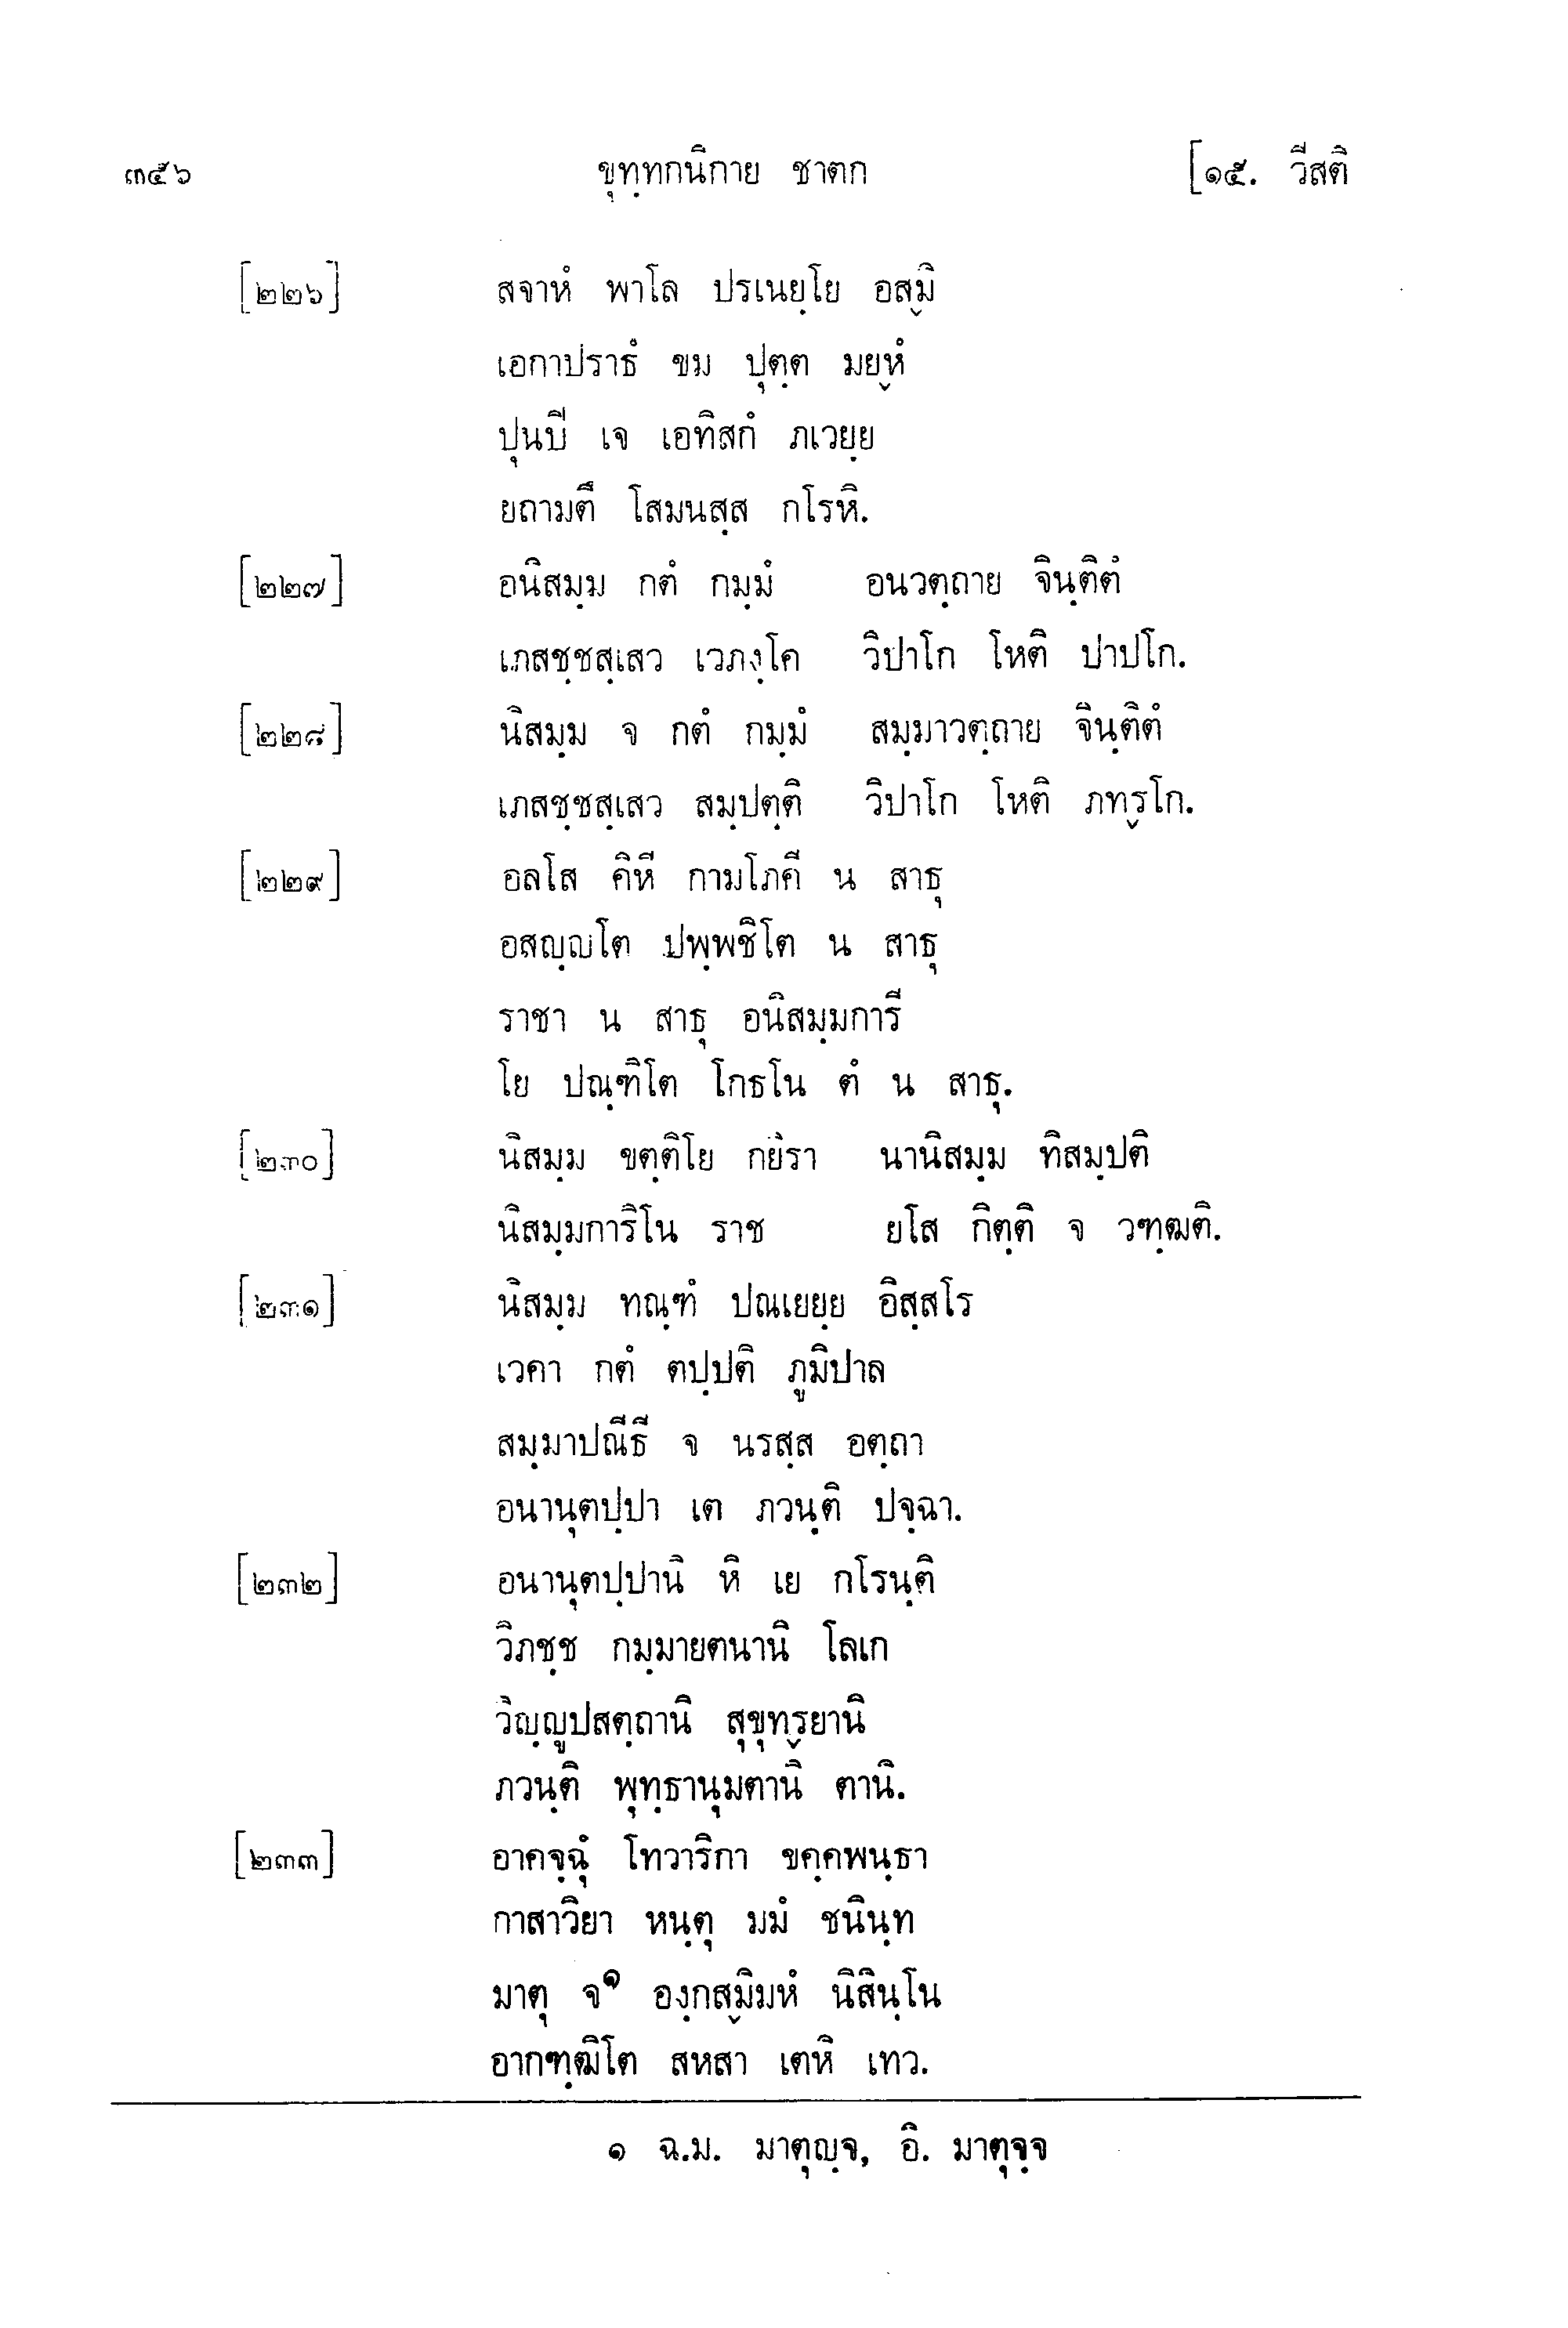 ๓๕๖ ขุทฺทกนิกาย ชาตก [๑๕. วีสติ
[๒๒๖] สจาหํ พาโล ปรเนยฺโย อสฺมิ
เอกาปราธํ ขม ปุตฺต มยฺหํ
ปุนปิ เจ เอทิสกํ ภเวยฺย
ยถามตึ โสมนสฺส กโรหิ.
[๒๒๗] อนิสมฺม กตํ กมฺมํ อนวตฺถาย จินฺติตํ
เภสชฺชสฺเสว เวภงฺโค วิปาโก โหติ ปาปโก.
[๒๒๘] นิสมฺม จ กตํ กมฺมํ สมฺมาวตฺถาย จินฺติตํ
เภสชฺชสฺเสว สมฺปตฺติ วิปาโก โหติ ภทฺรโก.
[๒๒๙] อลโส คิหี กามโภคี น สาธุ
อสญฺญโต ปพฺพชิโต น สาธุ
ราชา น สาธุ อนิสมฺมการี
โย ปณฺฑิโต โกธโน ตํ น สาธุ.
[๒๓๐] นิสมฺม ขตฺติโย กยิรา นานิสมฺม ทิสมฺปติ
นิสมฺมการิโน ราช ยโส กิตฺติ จ วฑฺฒติ.
[๒๓๑] นิสมฺม ทณฺฑํ ปณเยยฺย อิสฺสโร
เวคา กตํ ตปฺปติ ภูมิปาล
สมฺมาปณีธี จ นรสฺส อตฺถา
อนานุตปฺปา เต ภวนฺติ ปจฺฉา.
[๒๓๒] อนานุตปฺปานิ หิ เย กโรนฺติ
วิภชฺช กมฺมายตนานิ โลเก
วิญฺญูปสตฺถานิ สุขุทฺรยานิ
ภวนฺติ พุทฺธานุมตานิ ตานิ.
[๒๓๓] อาคจฺฉุํ โทวาริกา ขคฺคพนฺธา
กาสาวิยา หนฺตุ มมํ ชนินฺท
มาตุ จ๑ องฺกสฺมิมหํ นิสินฺโน
อากฑฺฒิโต สหสา เตหิ เทว.
๑ ฉ.ม. มาตุญฺจ, อิ. มาตุจฺจ